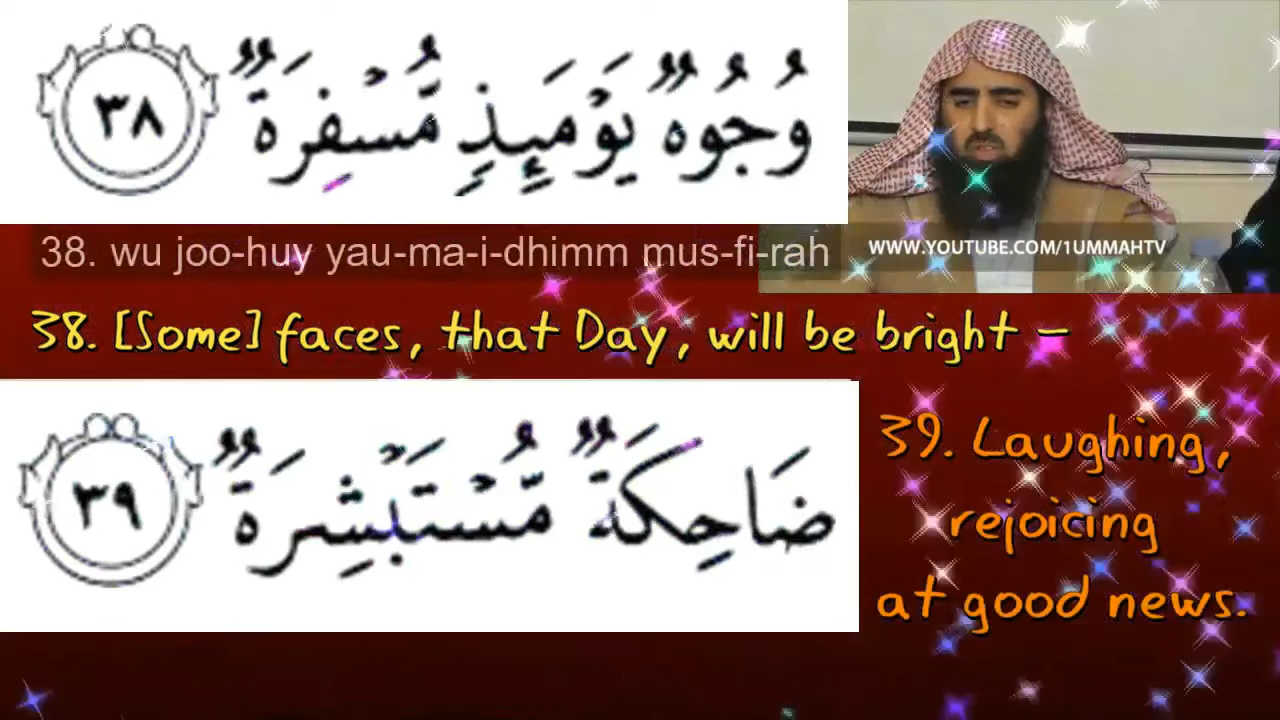 وُجُوهٌ يَوْمَئِذٍ مُّسْفِرَةٌ ٣٨
38. wu joo-huy yau-ma-i-dhimm mus-fi-rah
WWW.YOUTUBE.COM/1UMMAHTV
38. [Some] faces, that Day, will be bright –
ضَاحِكَةٌ مُّسْتَبْشِرَةٌ ٣٩
39. Laughing,
rejoicing
at good news.